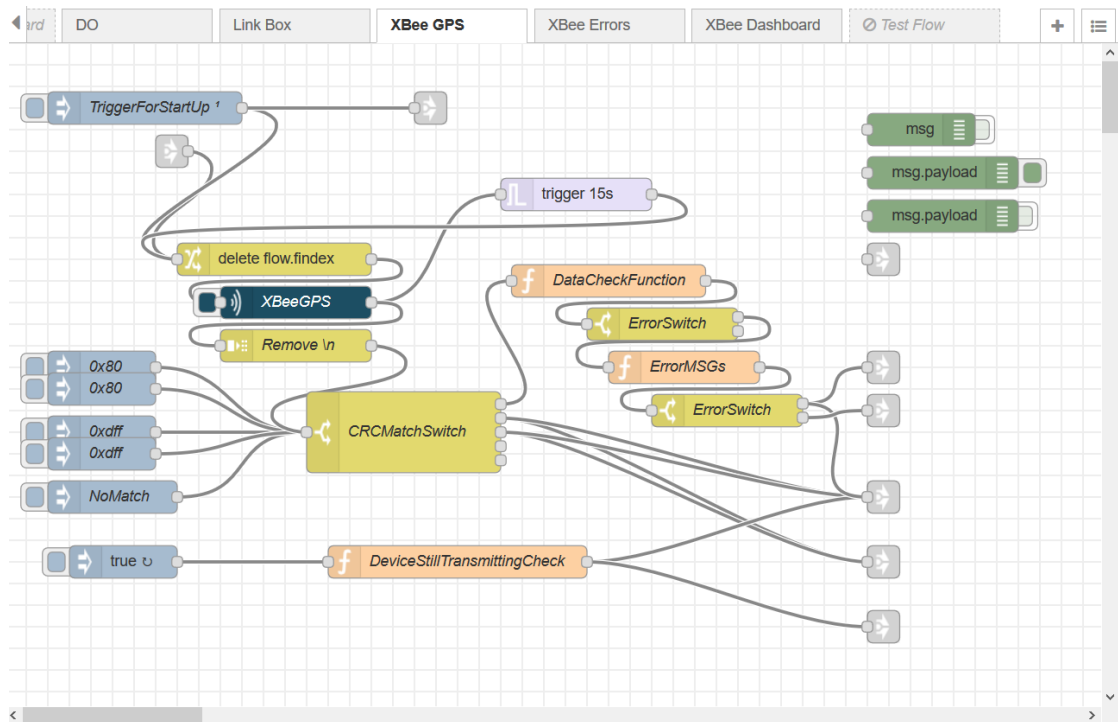 ard
DO
Link Box
XBee GPS
XBee Errors
XBee Dashboard
Test Flow
TriggerForStartUp ¹
msg
msg.payload
trigger 15s
msg.payload
delete flow.findex
DataCheckFunction
XBeeGPS
ErrorSwitch
Remove \n
0x80
ErrorMSGs
0x80
ErrorSwitch
0xdff
CRCMatchSwitch
0xdff
NoMatch
true ↻
DeviceStillTransmittingCheck